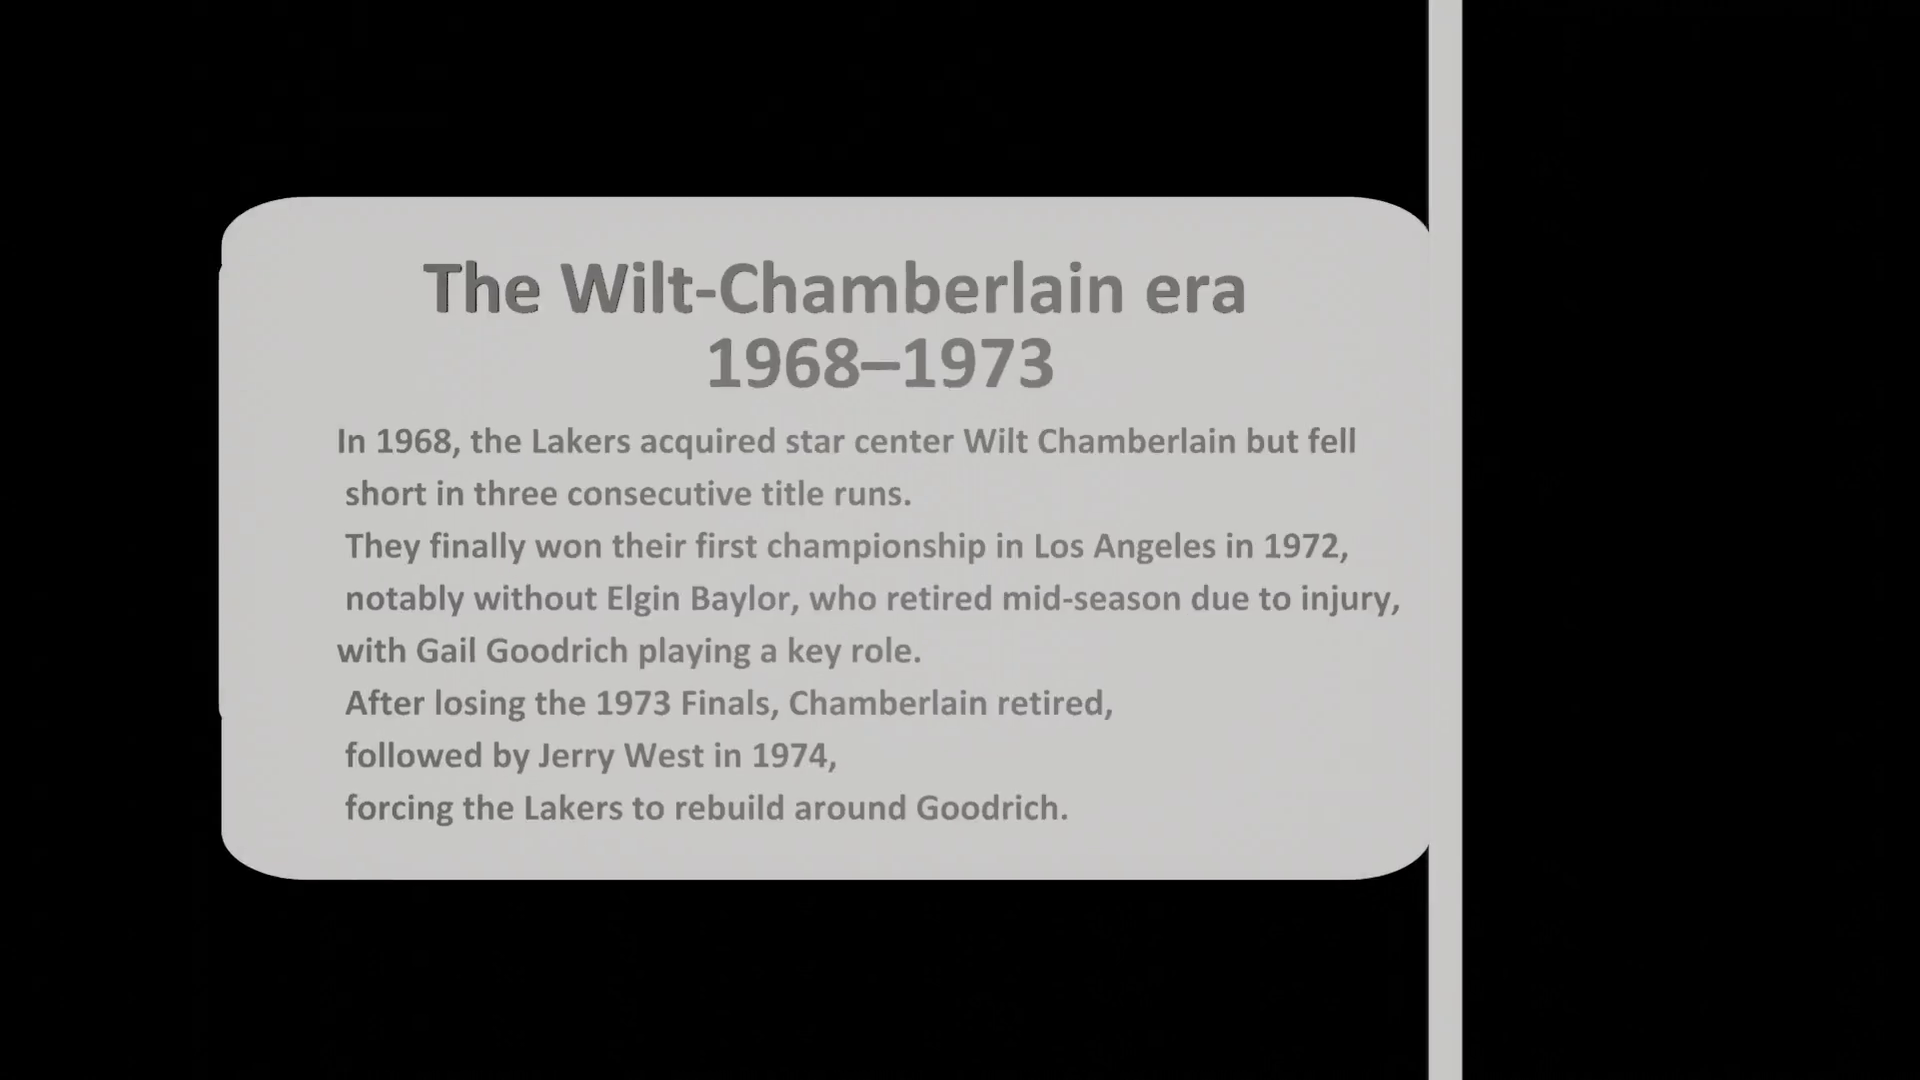 The Wilt-Chamberlain era
1968–1973
In 1968, the Lakers acquired star center Wilt Chamberlain but fell
short in three consecutive title runs.
They finally won their first championship in Los Angeles in 1972,
notably without Elgin Baylor, who retired mid-season due to injury,
with Gail Goodrich playing a key role.
After losing the 1973 Finals, Chamberlain retired,
followed by Jerry West in 1974,
forcing the Lakers to rebuild around Goodrich.